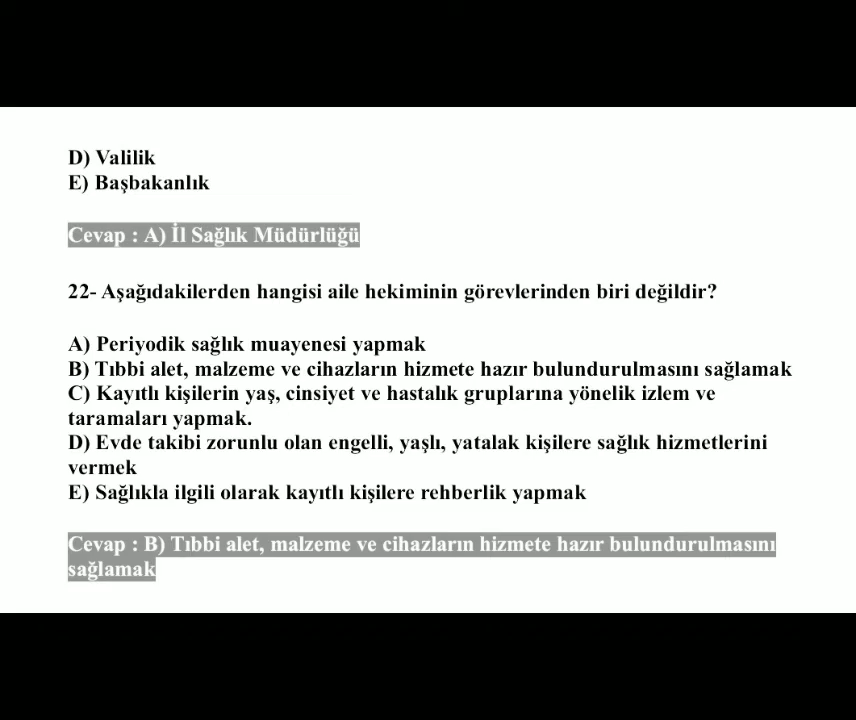 D) Valilik
E) Başbakanlık
Cevap : A) İl Sağlık Müdürlüğü
22- Aşağıdakilerden hangisi aile hekiminin görevlerinden biri değildir?
A) Periyodik sağlık muayenesi yapmak
B) Tıbbi alet, malzeme ve cihazların hizmete hazır bulundurulmasını sağlamak
C) Kayıtlı kişilerin yaş, cinsiyet ve hastalık gruplarına yönelik izlem ve
taramaları yapmak.
D) Evde takibi zorunlu olan engelli, yaşlı, yatalak kişilere sağlık hizmetlerini
vermek
E) Sağlıkla ilgili olarak kayıtlı kişilere rehberlik yapmak
Cevap : B) Tıbbi alet, malzeme ve cihazların hizmete hazır bulundurulmasını
sağlamak